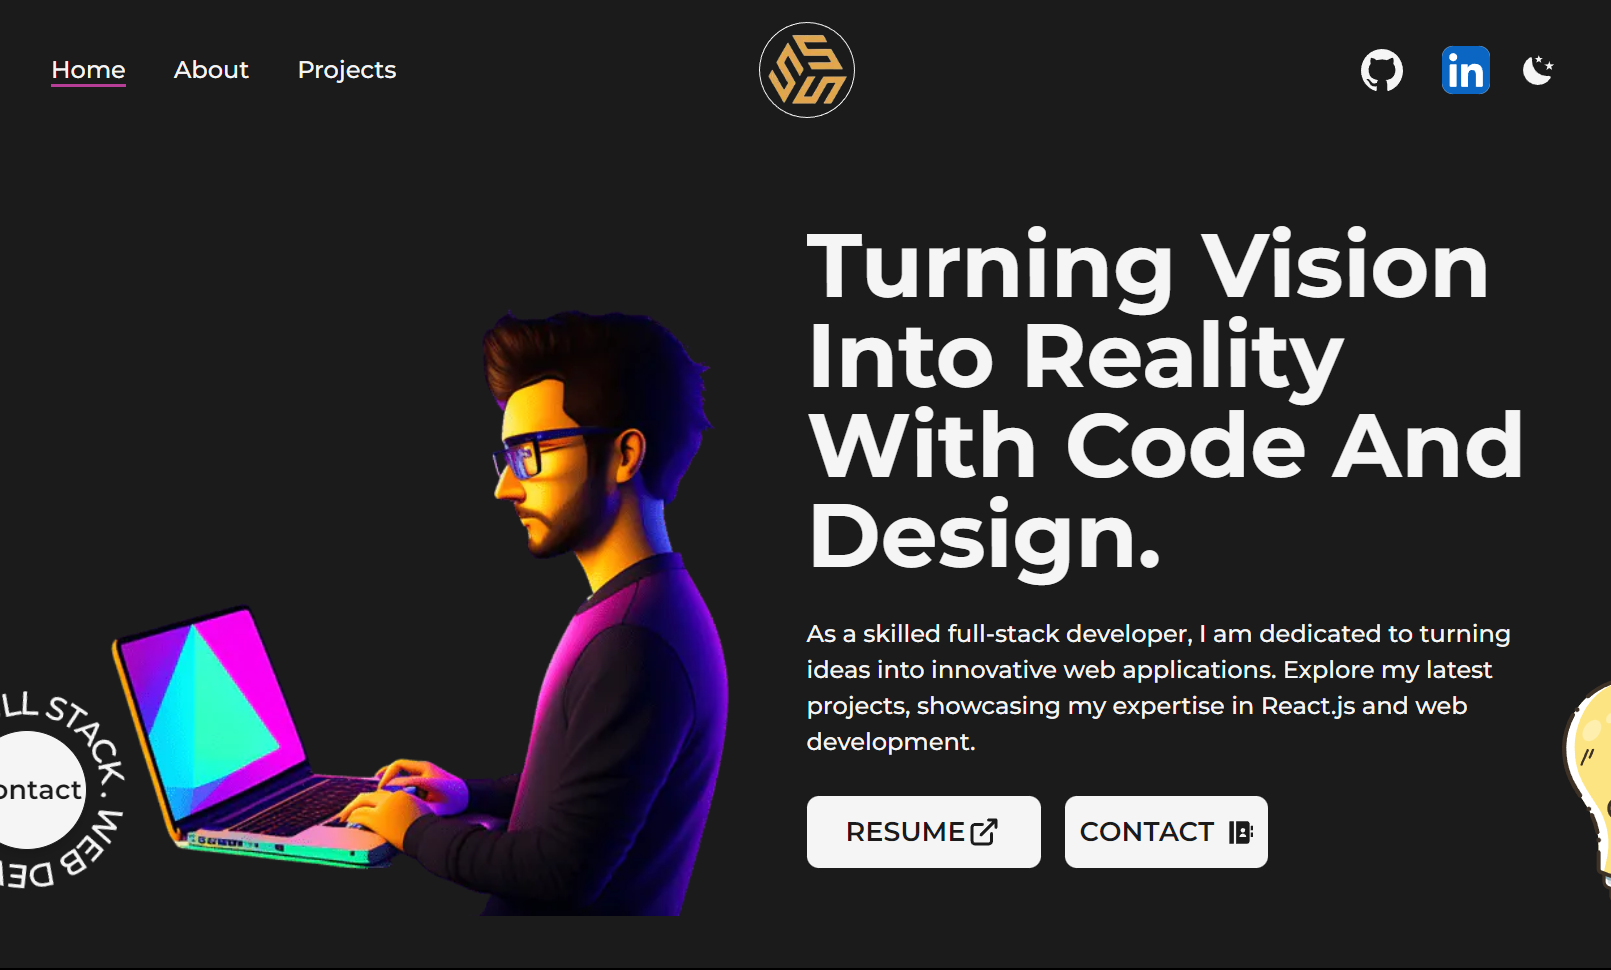 Home
About
Projects
in
Turning Vision
Into Reality
With Code And
Design.
As a skilled full-stack developer, I am dedicated to turning
ideas into innovative web applications. Explore my latest
projects, showcasing my expertise in React.js and web
development.
RESUME
CONTACT
LL STACK . WEB DE
ontact